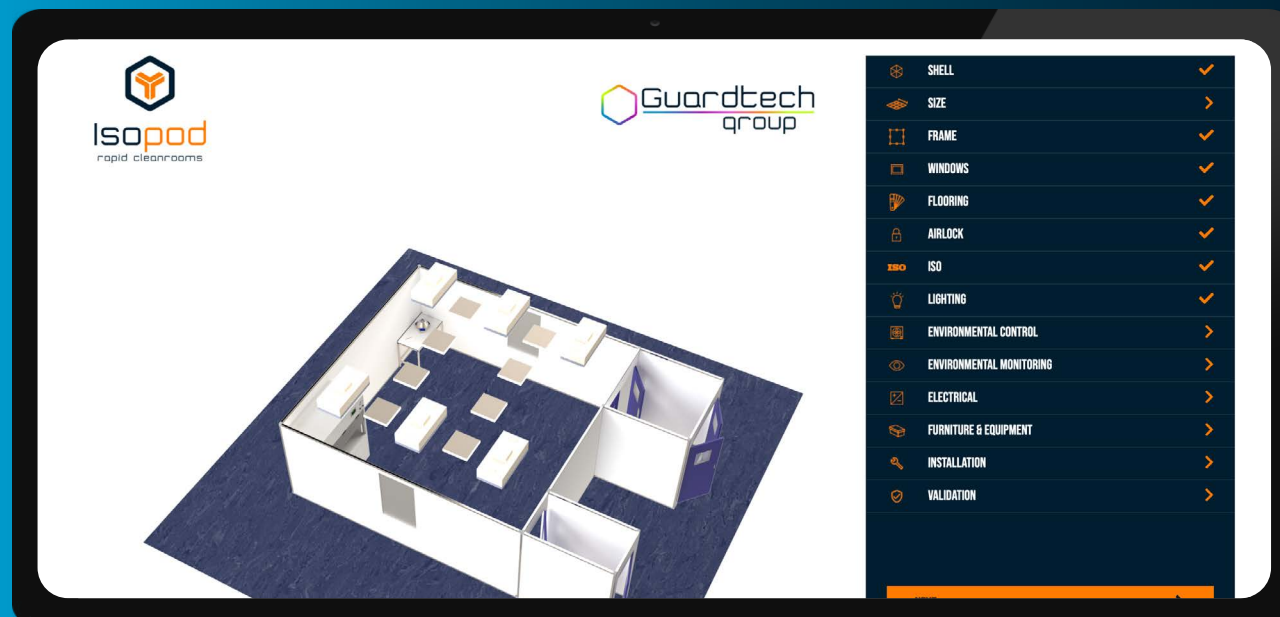 Isopod
rapid cleanrooms
Guardtech
group
SHELL
SIZE
FRAME
WINDOWS
FLOORING
AIRLOCK
ISO ISO
LIGHTING
ENVIRONMENTAL CONTROL
ENVIRONMENTAL MONITORING
ELECTRICAL
FURNITURE & EQUIPMENT
INSTALLATION
VALIDATION